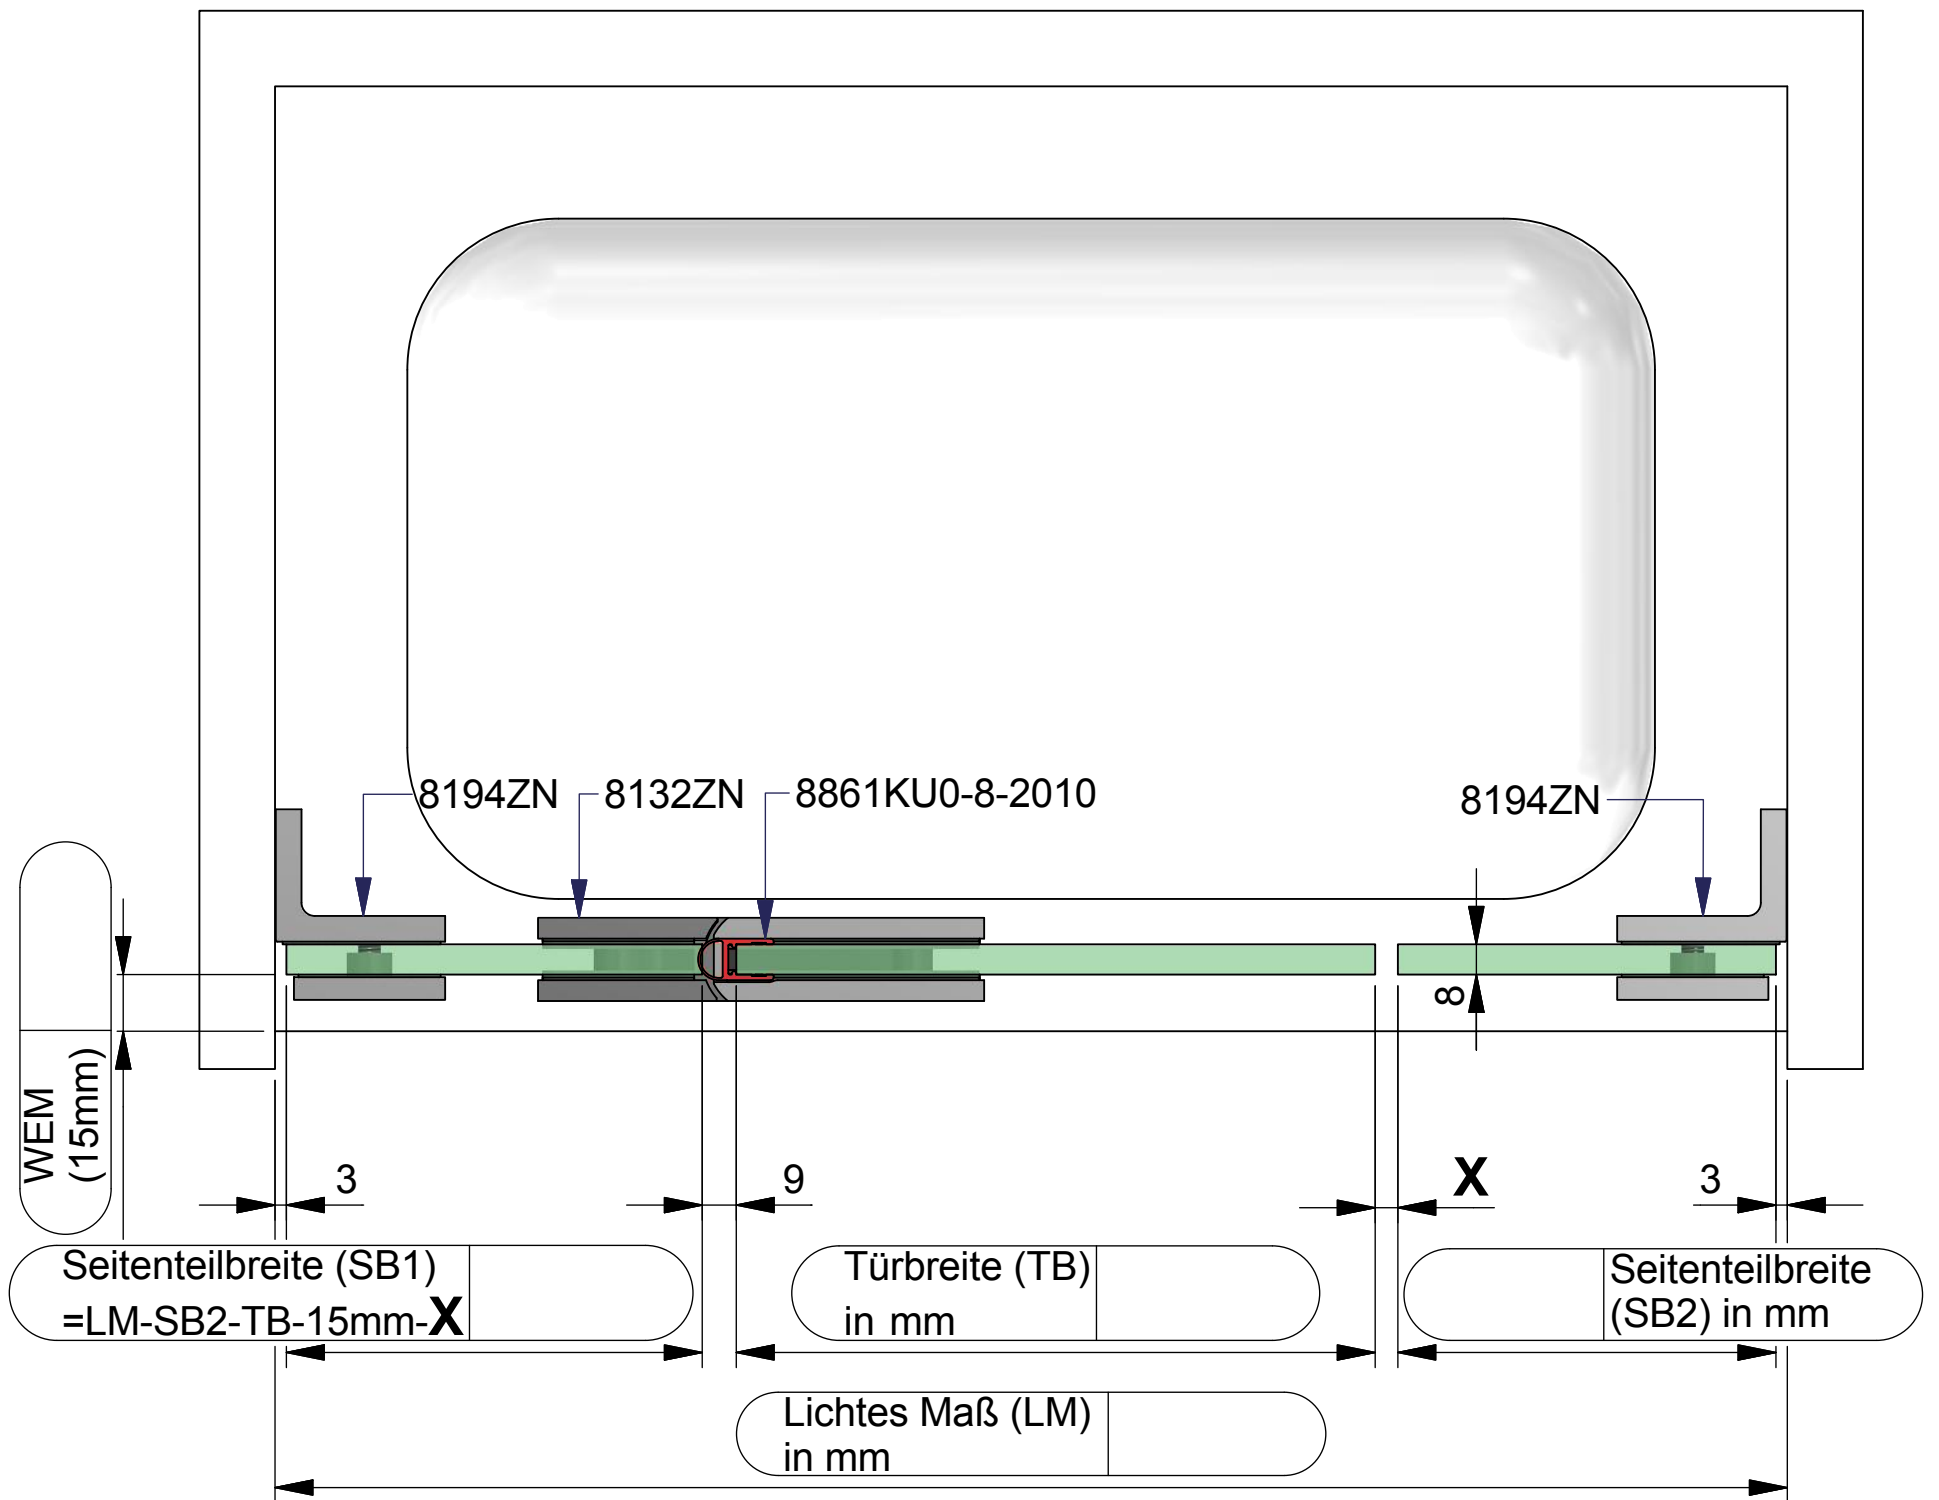 8194ZN
8132ZN
8861KU0-8-2010
8194ZN
8
WEM
(15mm)
3
9
X
3
Seitenteilbreite (SB1)
=LM-SB2-TB-15mm-X
Türbreite (TB)
in mm
Seitenteilbreite
(SB2) in mm
Lichtes Maß (LM)
in mm